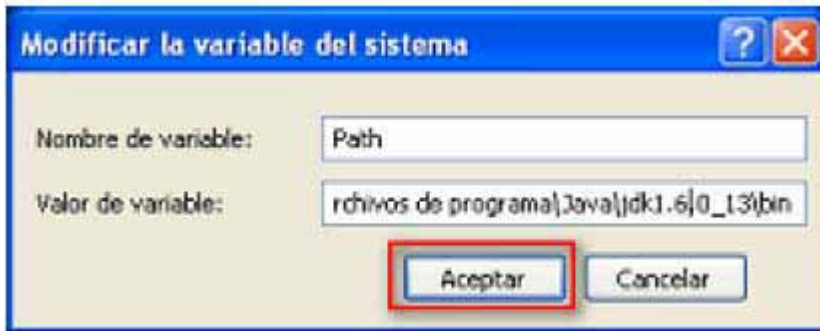 Modificar la variable del sistema
Nombre de variable: Path
Valor de variable: rchivos de programa\Java\jdk1.6.0_13\bin
Aceptar Cancelar